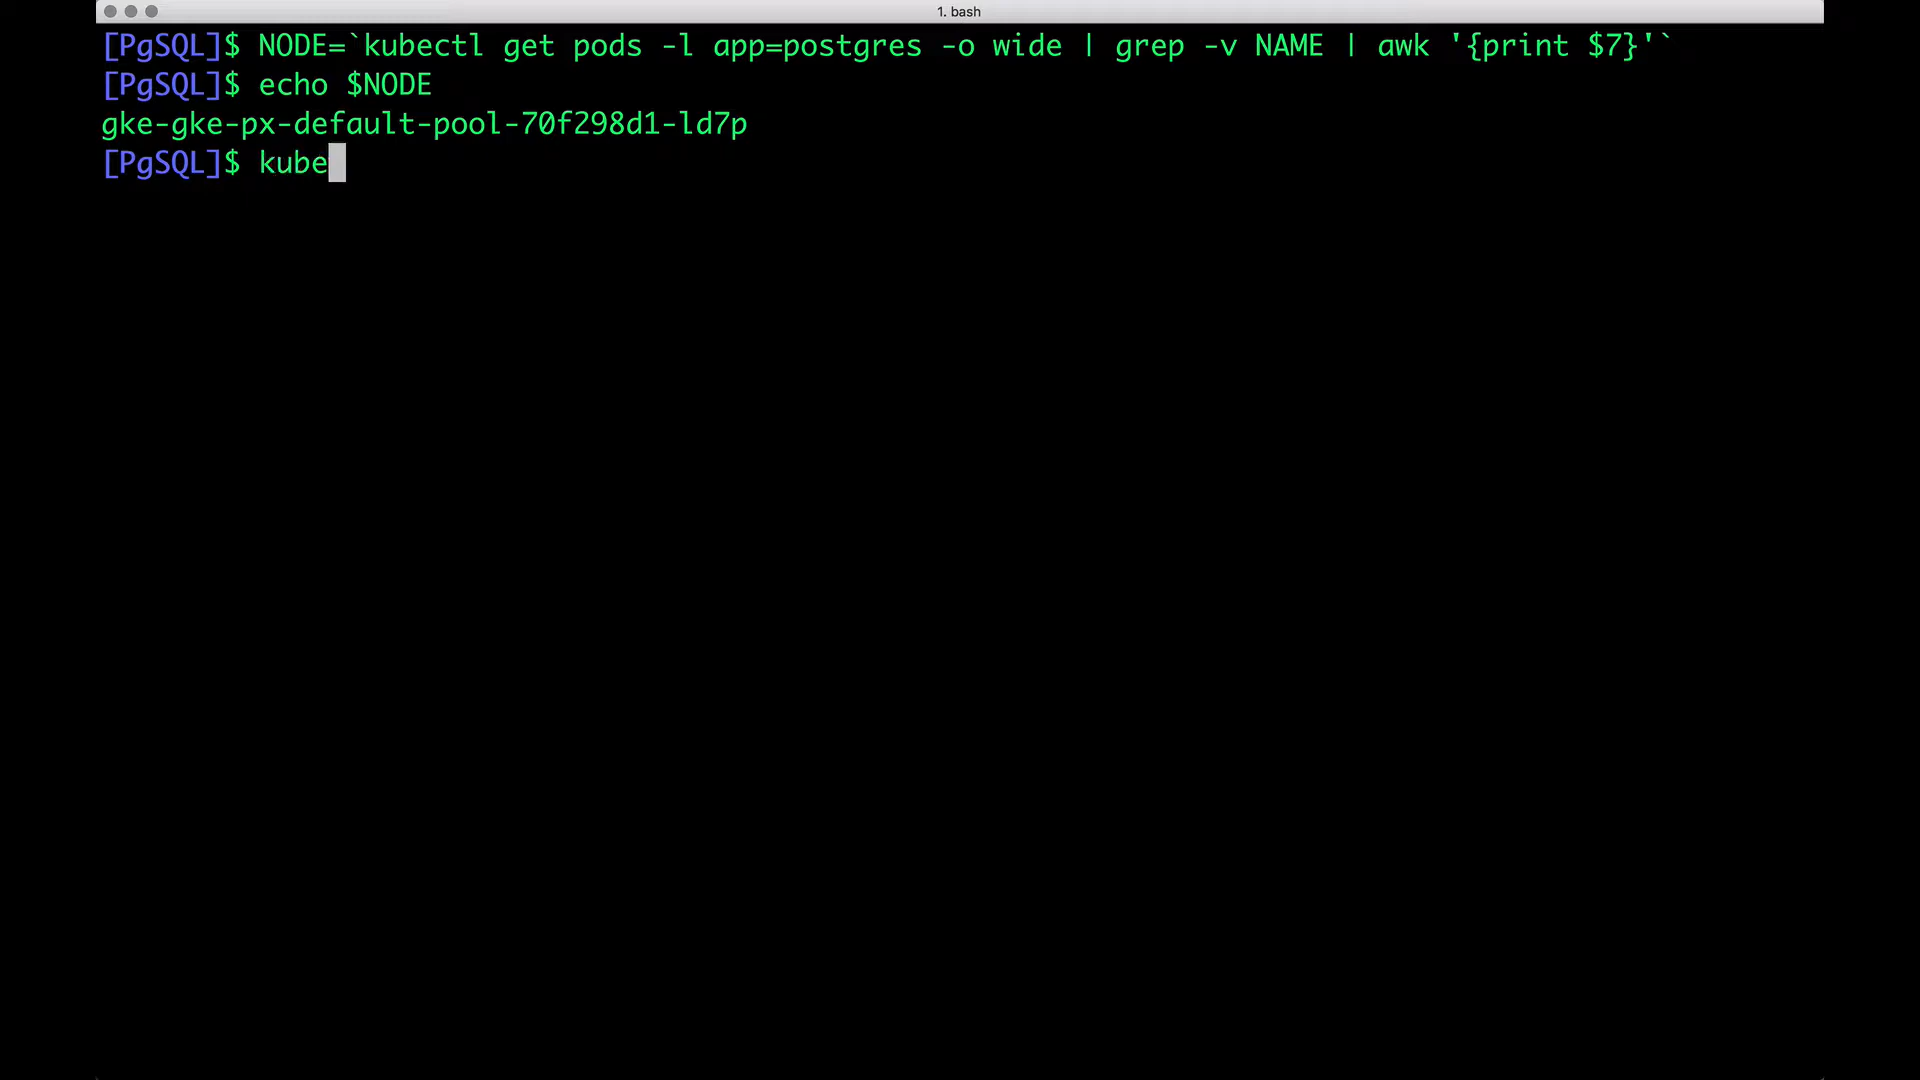 1. bash
[PgSQL]$ NODE=`kubectl get pods -l app=postgres -o wide | grep -v NAME | awk '{print $7}'`
[PgSQL]$ echo $NODE
gke-gke-px-default-pool-70f298d1-ld7p
[PgSQL]$ kube